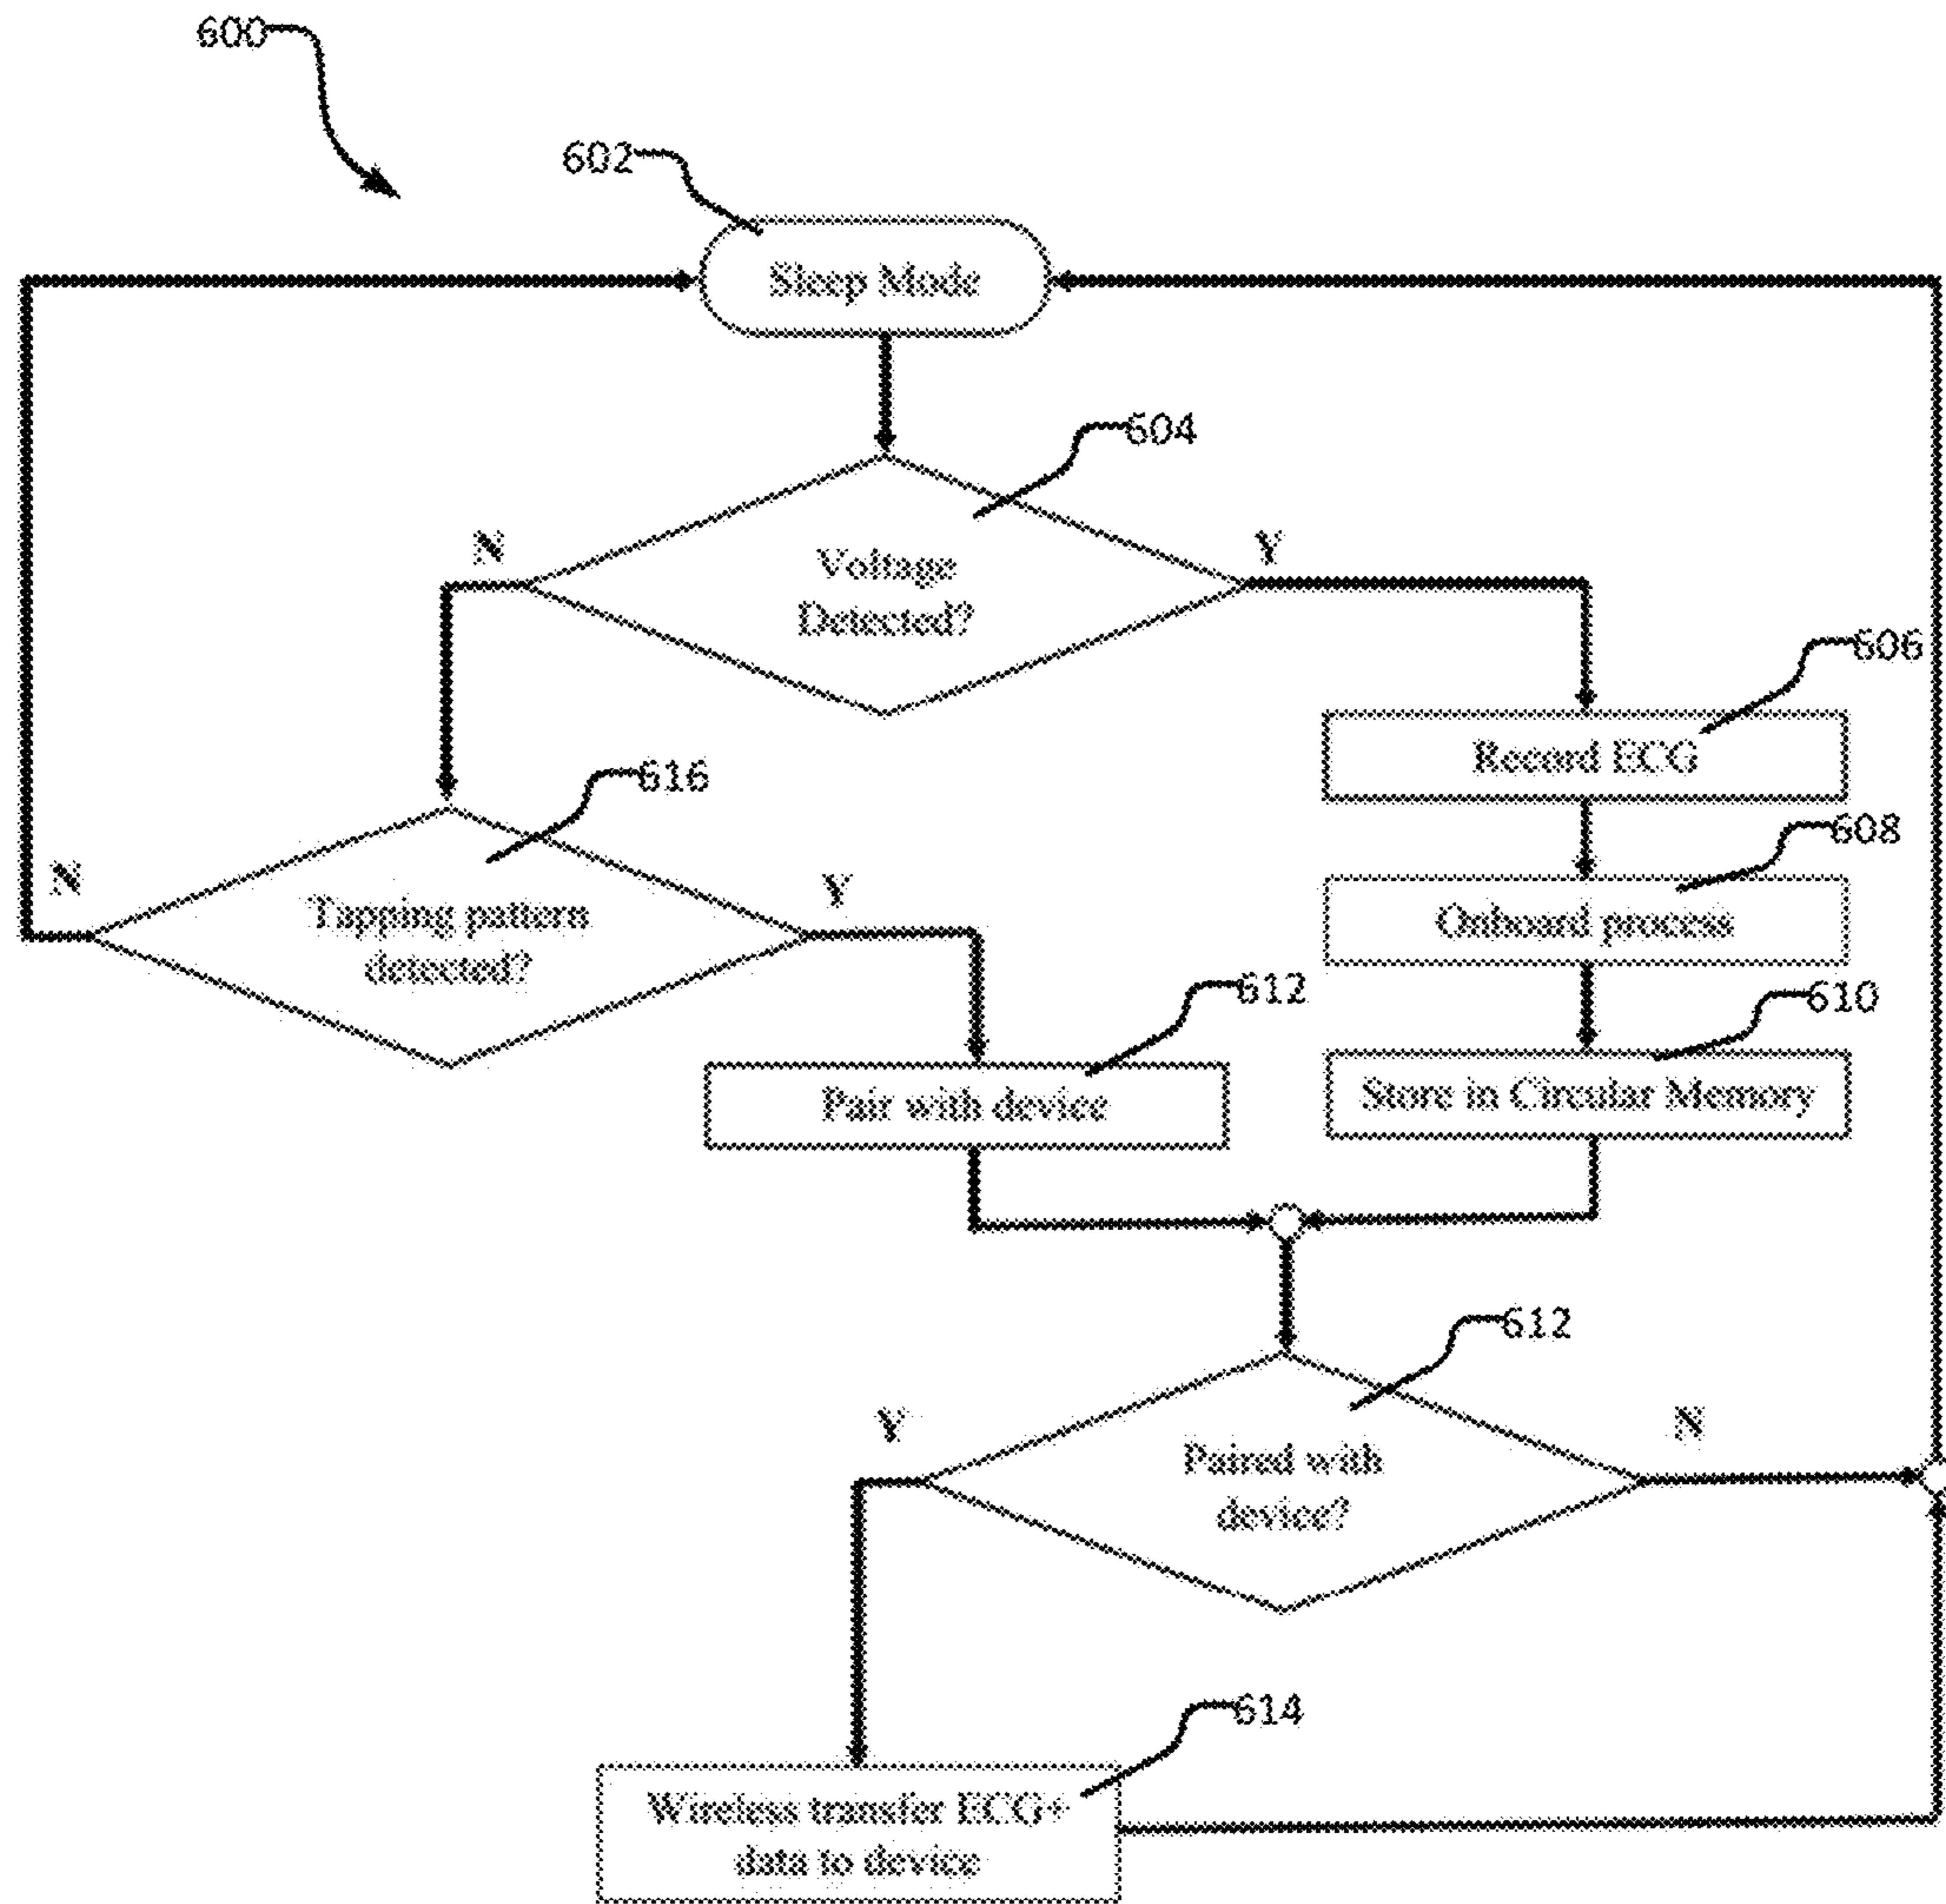 600
602
Sleep Mode
604
N
Y
Voltage
Detected?
606
Record ECG
616
608
N
Y
Tapping pattern
detected?
Onboard process
612
610
Pair with device
Store in Circular Memory
612
Y
N
Paired with
device?
614
Wireless transfer ECG+
data to device